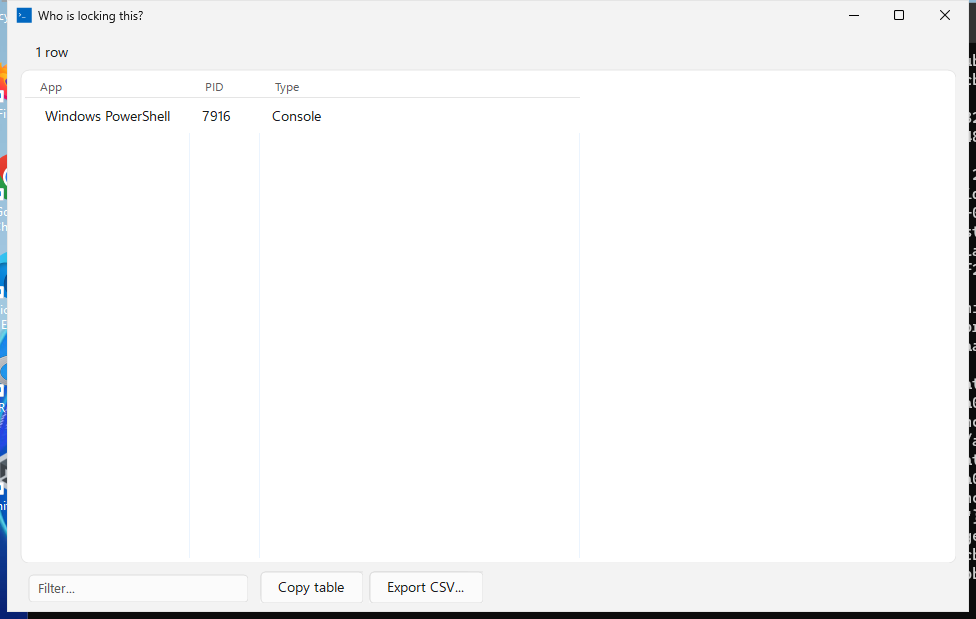 Who is locking this?
1 row
App PID Type
Windows PowerShell 7916 Console
Filter...
Copy table
Export CSV...